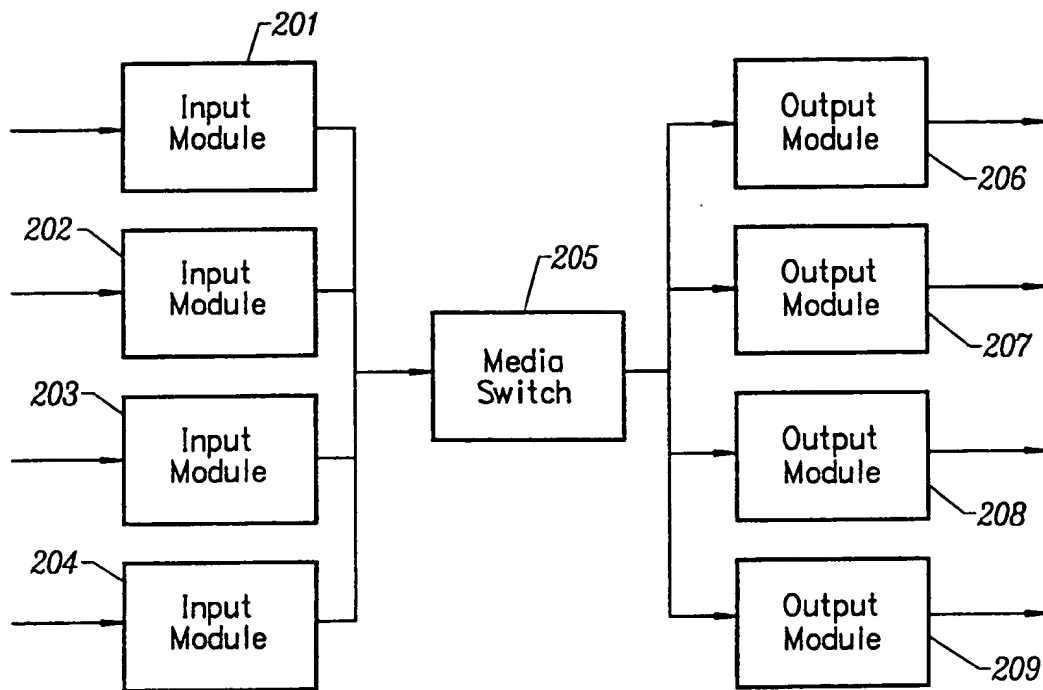 201
Input
Module
202
Input
Module
203
Input
Module
204
Input
Module
205
Media
Switch
Output
Module
206
Output
Module
207
Output
Module
208
Output
Module
209